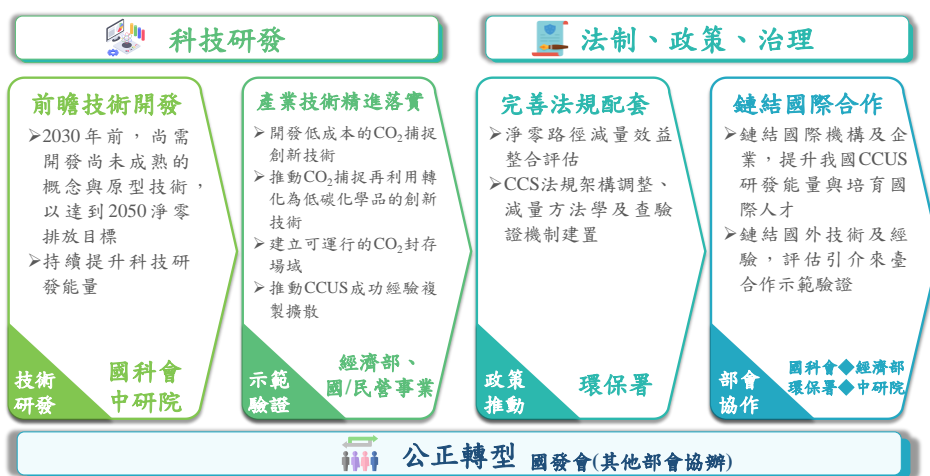 科技研發
法制、政策、治理
前瞻技術開發
➢2030年前，尚需
開發尚未成熟的
概念與原型技術，
以達到2050淨零
排放目標
➢持續提升科技研
發能量
技術
研發
國科會
中研院
產業技術精進落實
➢開發低成本的CO₂捕捉
創新技術
➢推動CO₂捕捉再利用轉
化為低碳化學品的創新
技術
➢建立可運行的CO₂封存
場域
➢推動CCUS成功經驗複
製擴散
示範
驗證
經濟部、
國/民營事業
完善法規配套
➢淨零路徑減量效益
整合評估
➢CCS法規架構調整、
減量方法學及查驗
證機制建置
政策
推動
環保署
鏈結國際合作
➢鏈結國際機構及企
業，提升我國CCUS
研發能量與培育國
際人才
➢鏈結國外技術及經
驗，評估引介來臺
合作示範驗證
部會
協作
國科會◆經濟部
環保署◆中研院
公正轉型 國發會(其他部會協辦)